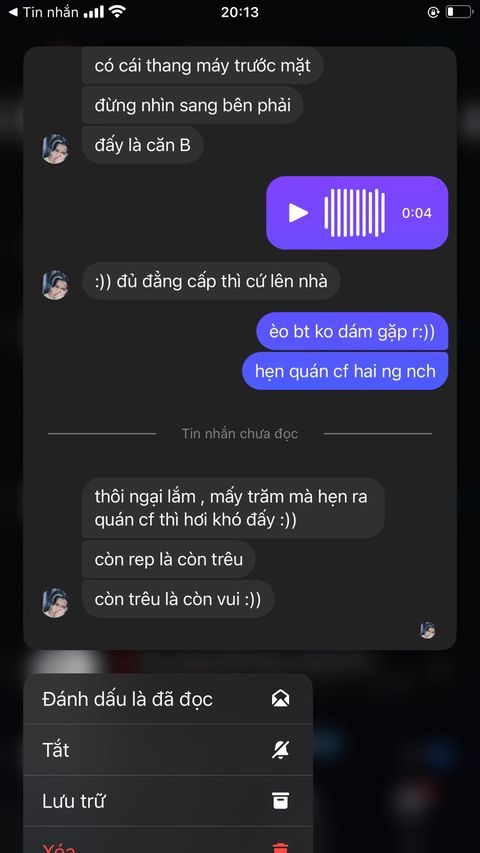 ◀ Tin nhắn
20:13
có cái thang máy trước mặt
đừng nhìn sang bên phải
đấy là căn B
0:04
:)) đủ đẳng cấp thì cứ lên nhà
èo bt ko dám gặp r:))
hẹn quán cf hai ng nch
Tin nhắn chưa đọc
thôi ngại lắm , mấy trăm mà hẹn ra
quán cf thì hơi khó đấy :))
còn rep là còn trêu
còn trêu là còn vui :))
Đánh dấu là đã đọc
Tắt
Lưu trữ
Xóa